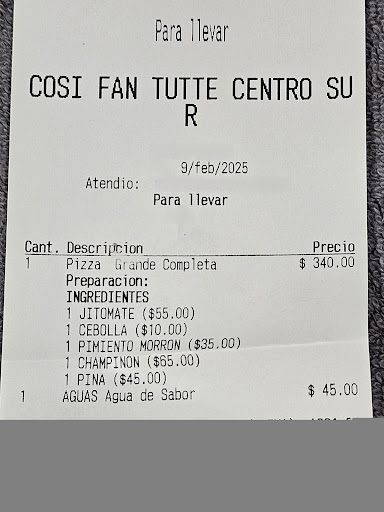 Para llevar
COSI FAN TUTTE CENTRO SU
R
9/feb/2025
Atendio:
Para llevar
Cant. Descripcion Precio
1 Pizza Grande Completa $ 340.00
Preparacion:
INGREDIENTES
1 JITOMATE ($55.00)
1 CEBOLLA ($10.00)
1 PIMIENTO MORRON ($35.00)
1 CHAMPINON ($65.00)
1 PINA ($45.00)
1 AGUAS Agua de Sabor $ 45.00